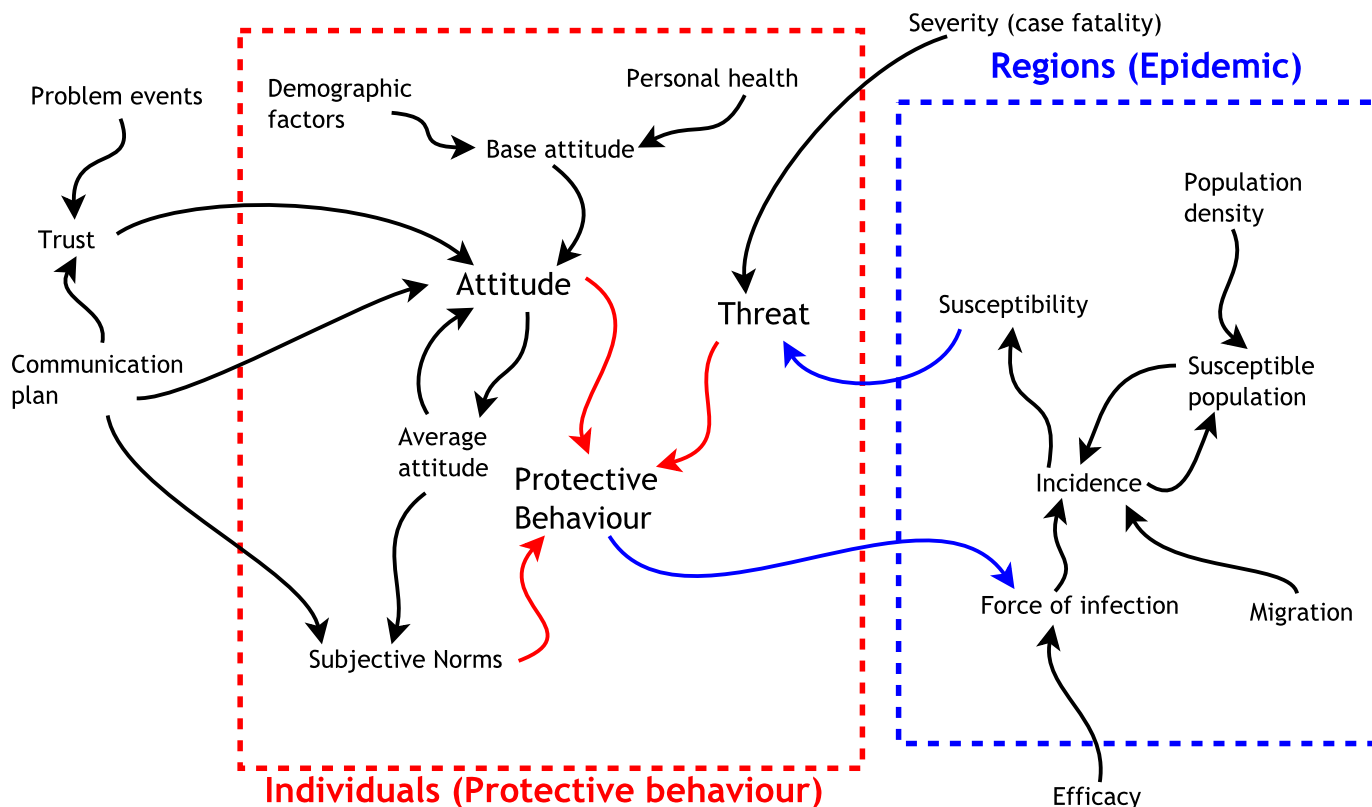 Severity (case fatality)
Regions (Epidemic)
Problem events
Demographic
factors
Personal health
Base attitude
Population
density
Trust
Attitude
Threat
Susceptibility
Communication
plan
Susceptible
population
Average
attitude
Protective
Behaviour
Incidence
Force of infection
Migration
Subjective Norms
Individuals (Protective behaviour)
Efficacy